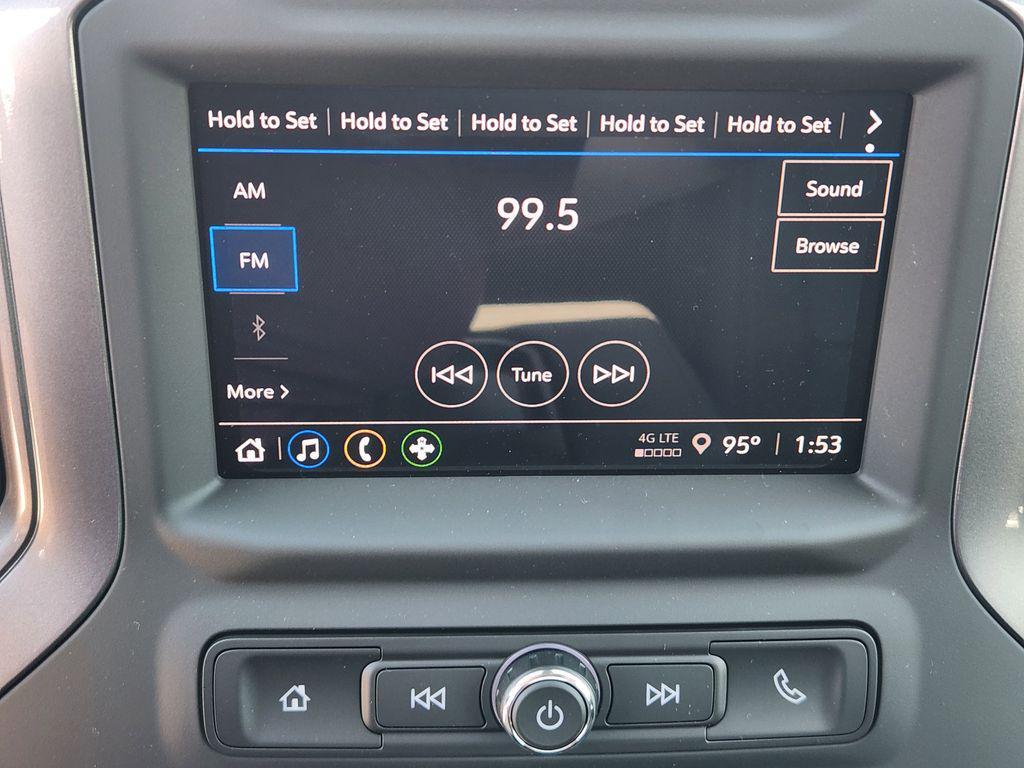 Hold to Set Hold to Set Hold to Set Hold to Set Hold to Set
AM
99.5
Sound
FM
Browse
More
Tune
4G LTE
95° 1:53